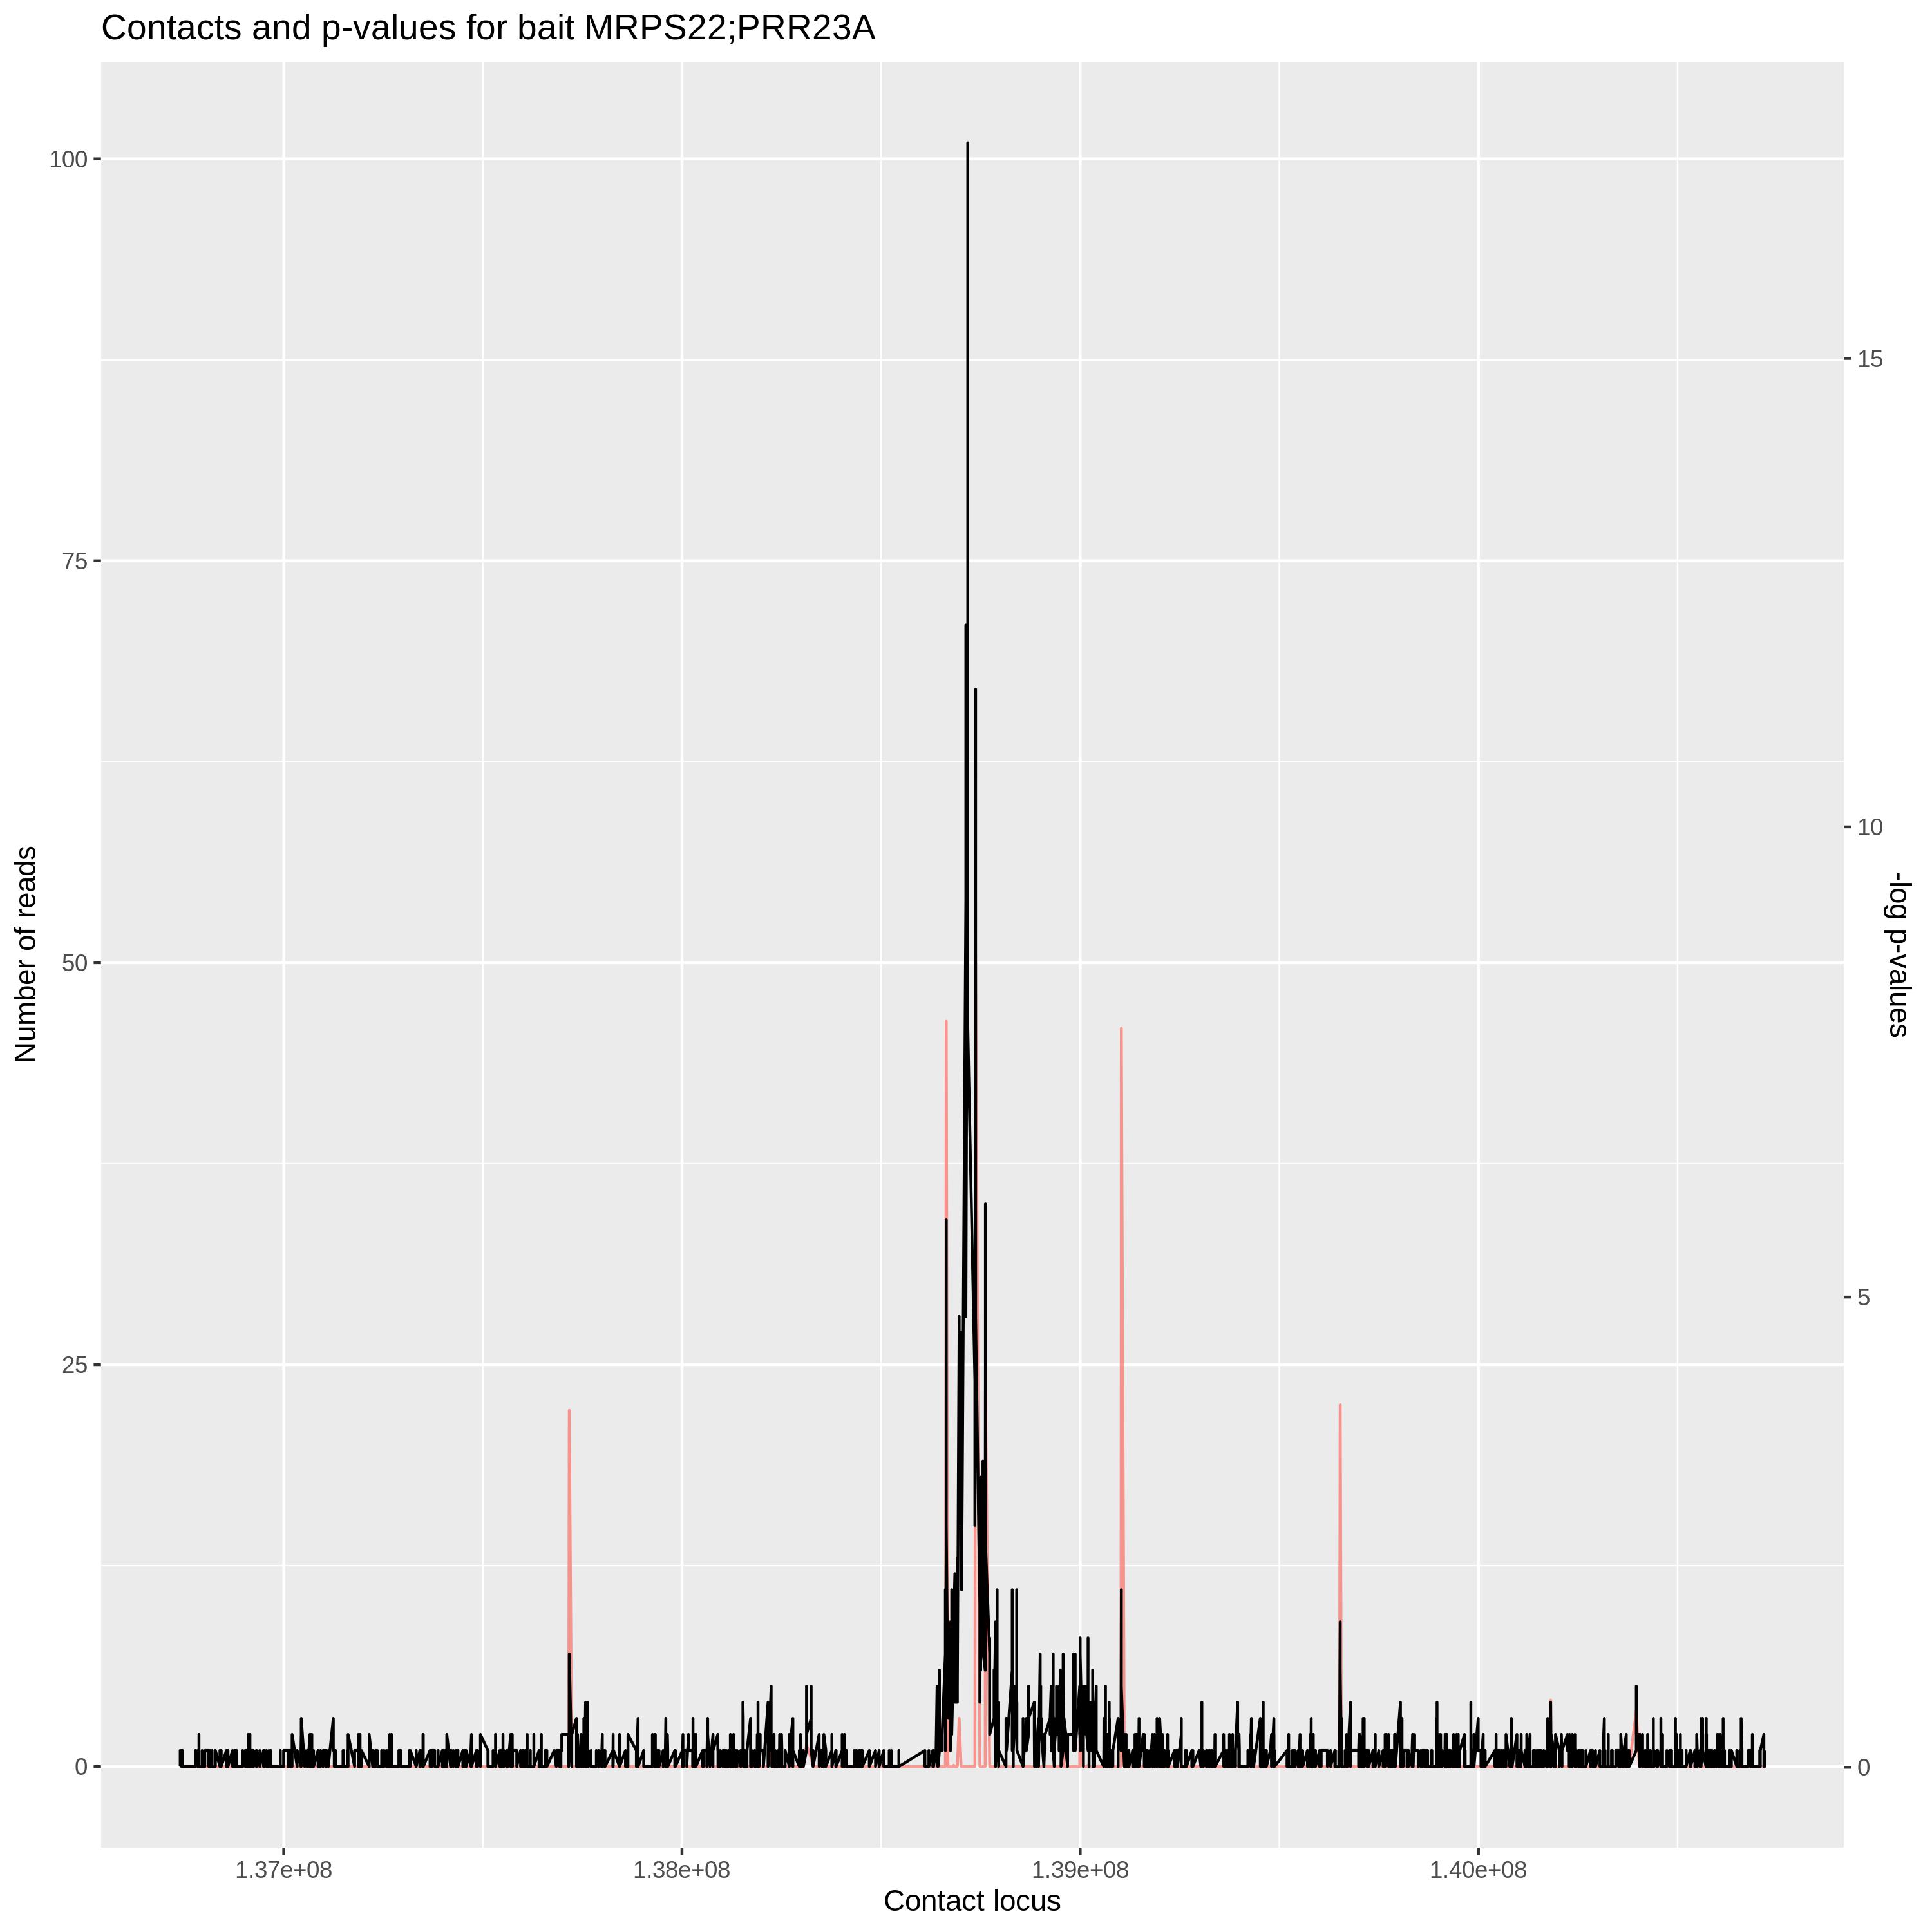 Contacts and p-values for bait MRPS22;PRR23A
100
75
50
25
0
Number of reads
15
10
5
0
-log p-values
1.37e+08
1.38e+08
1.39e+08
1.40e+08
Contact locus